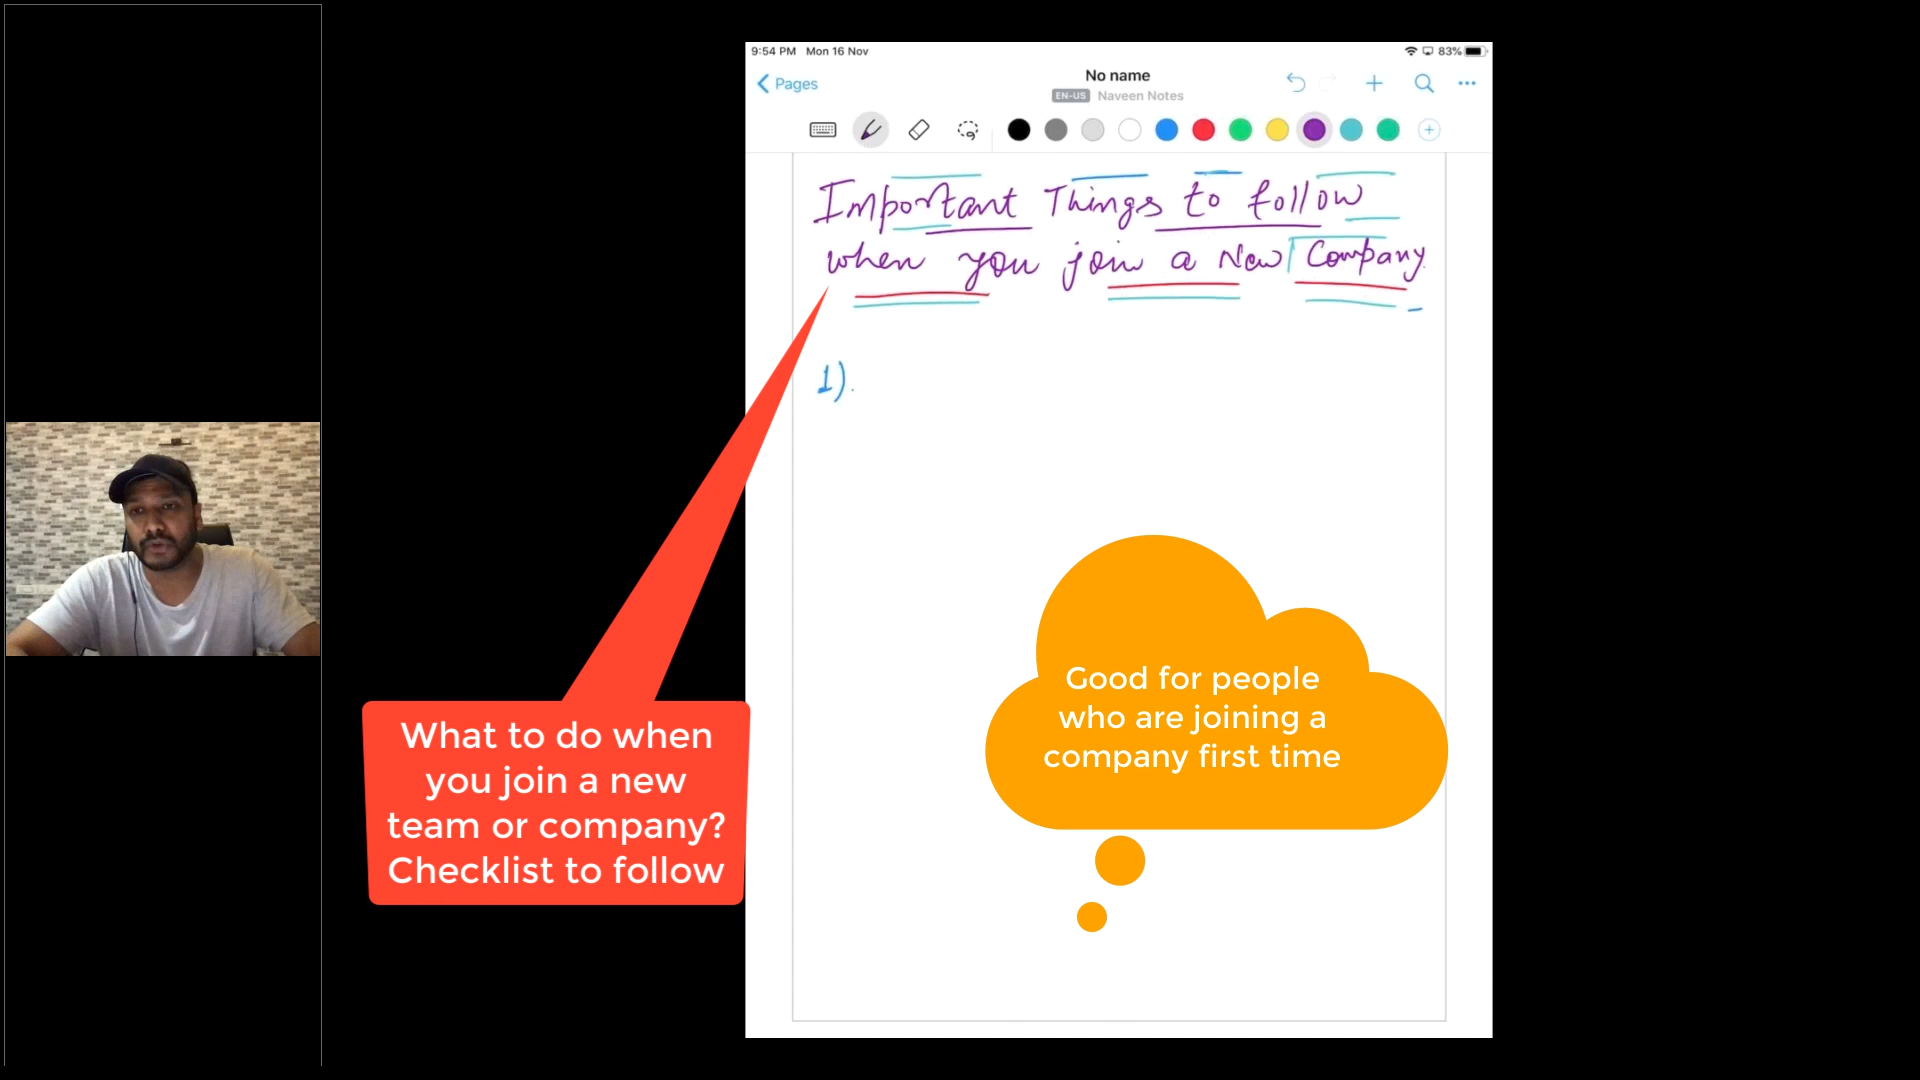 9:54 PM Mon 16 Nov
83%
Pages
No name
EN-US Naveen Notes
Important Things to follow
when you join a New Company
1).
Good for people
who are joining a
company first time
What to do when
you join a new
team or company?
Checklist to follow